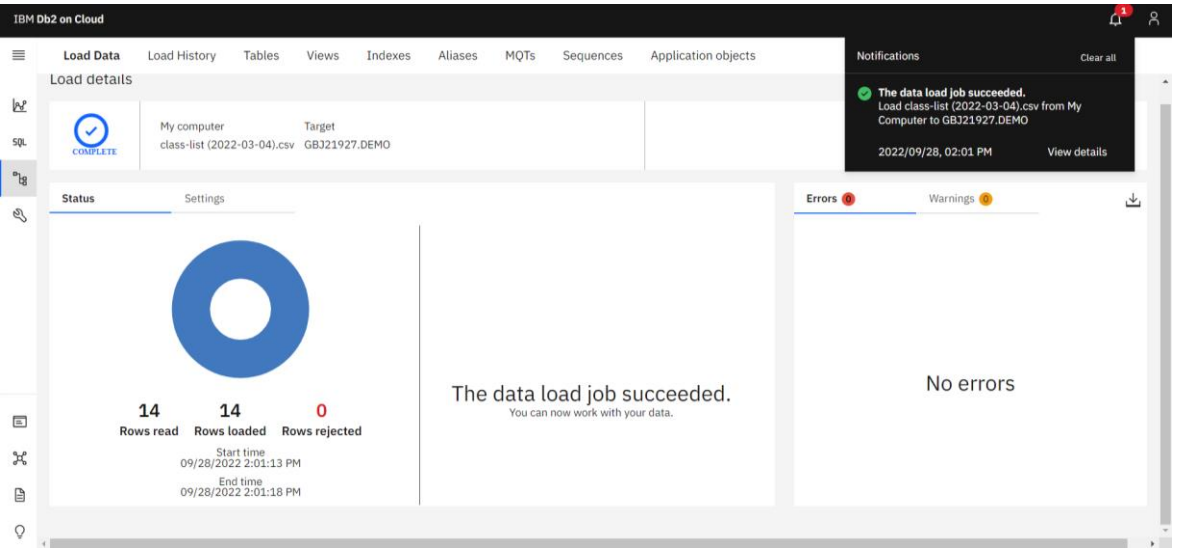 IBM Db2 on Cloud
1
Load Data Load History Tables Views Indexes Aliases MQTs Sequences Application objects
Notifications Clear all
The data load job succeeded.
Load class-list (2022-03-04).csv from My
Computer to GBJ21927.DEMO
2022/09/28, 02:01 PM View details
SQL
Load details
COMPLETE
My computer Target
class-list (2022-03-04).csv GBJ21927.DEMO
Status Settings
14 14 0
Rows read Rows loaded Rows rejected
Start time
09/28/2022 2:01:13 PM
End time
09/28/2022 2:01:18 PM
The data load job succeeded.
You can now work with your data.
Errors 0 Warnings 0
No errors